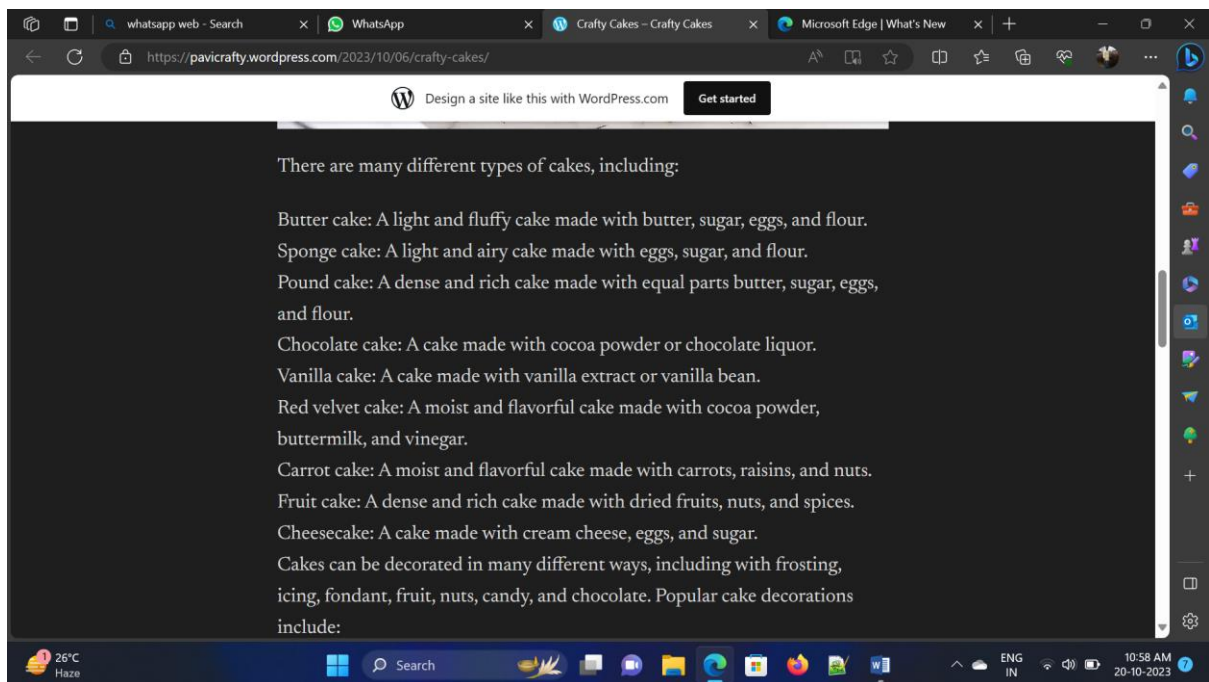 whatsapp web - Search
WhatsApp
Crafty Cakes – Crafty Cakes
Microsoft Edge | What's New
https://pavicrafty.wordpress.com/2023/10/06/crafty-cakes/
Design a site like this with WordPress.com
Get started
There are many different types of cakes, including:
Butter cake: A light and fluffy cake made with butter, sugar, eggs, and flour.
Sponge cake: A light and airy cake made with eggs, sugar, and flour.
Pound cake: A dense and rich cake made with equal parts butter, sugar, eggs,
and flour.
Chocolate cake: A cake made with cocoa powder or chocolate liquor.
Vanilla cake: A cake made with vanilla extract or vanilla bean.
Red velvet cake: A moist and flavorful cake made with cocoa powder,
buttermilk, and vinegar.
Carrot cake: A moist and flavorful cake made with carrots, raisins, and nuts.
Fruit cake: A dense and rich cake made with dried fruits, nuts, and spices.
Cheesecake: A cake made with cream cheese, eggs, and sugar.
Cakes can be decorated in many different ways, including with frosting,
icing, fondant, fruit, nuts, candy, and chocolate. Popular cake decorations
include:
1
26°C
Haze
Search
ENG
IN
10:58 AM
20-10-2023
7